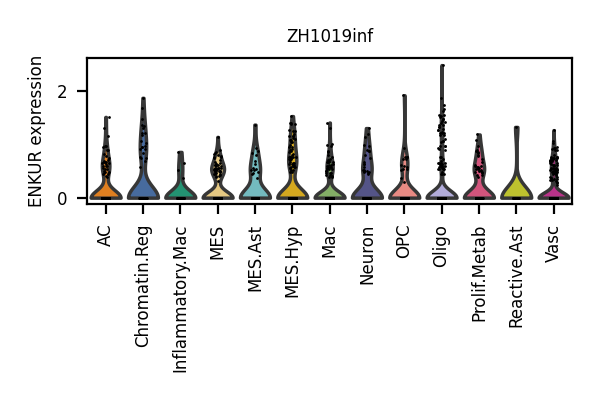 ZH1019inf
ENKUR expression
2
0
AC
Chromatin.Reg
Inflammatory.Mac
MES
MES.Ast
MES.Hyp
Mac
Neuron
OPC
Oligo
Prolif.Metab
Reactive.Ast
Vasc